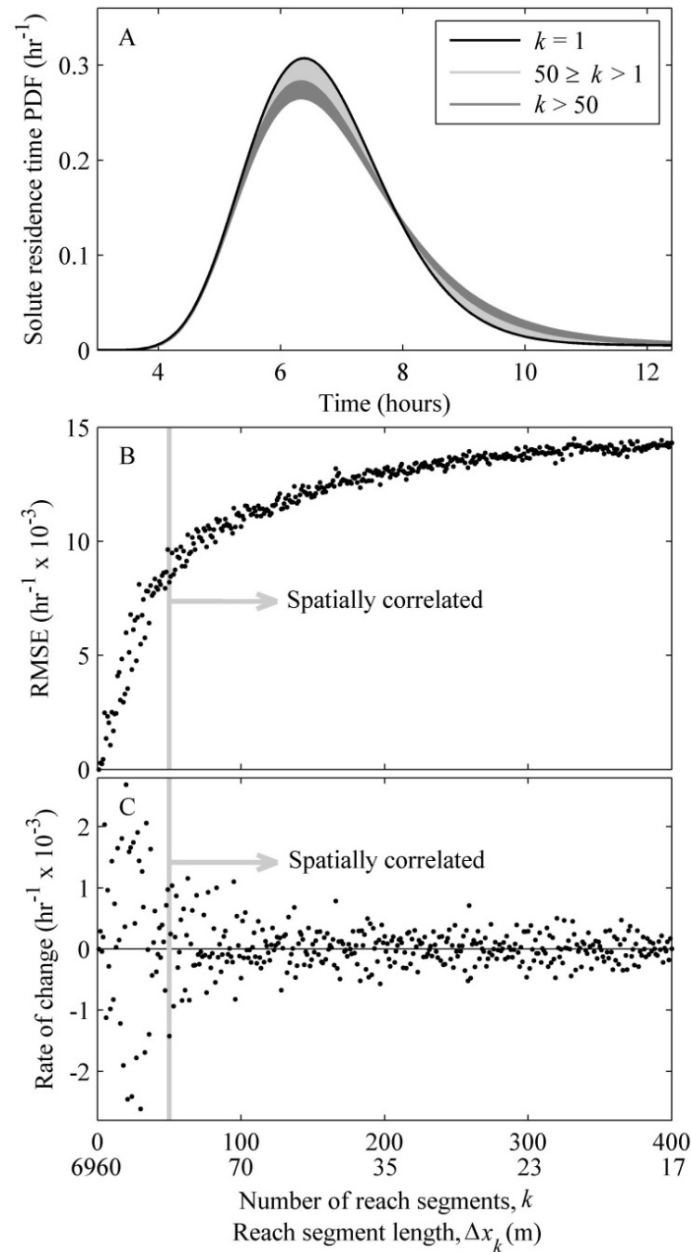 A
k = 1
50 ≥ k > 1
k > 50
Solute residence time PDF (hr⁻¹)
0.3
0.2
0.1
0
4 6 8 10 12
Time (hours)
B
Spatially correlated
RMSE (hr⁻¹ x 10⁻³)
15
10
5
0
C
Spatially correlated
Rate of change (hr⁻¹ x 10⁻³)
2
1
0
-1
-2
0 100 200 300 400
6960 70 35 23 17
Number of reach segments, k
Reach segment length, Δxₖ (m)